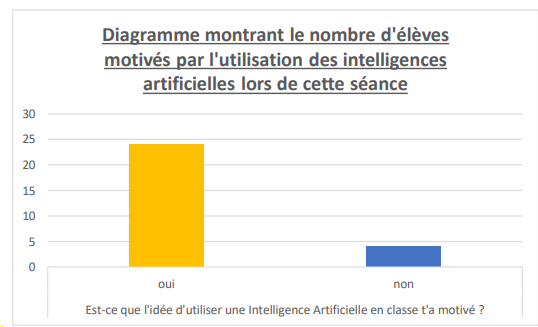 Diagramme montrant le nombre d'élèves
motivés par l'utilisation des intelligences
artificielles lors de cette séance
30
25
20
15
10
5
0
oui non
Est-ce que l'idée d'utiliser une Intelligence Artificielle en classe t'a motivé ?